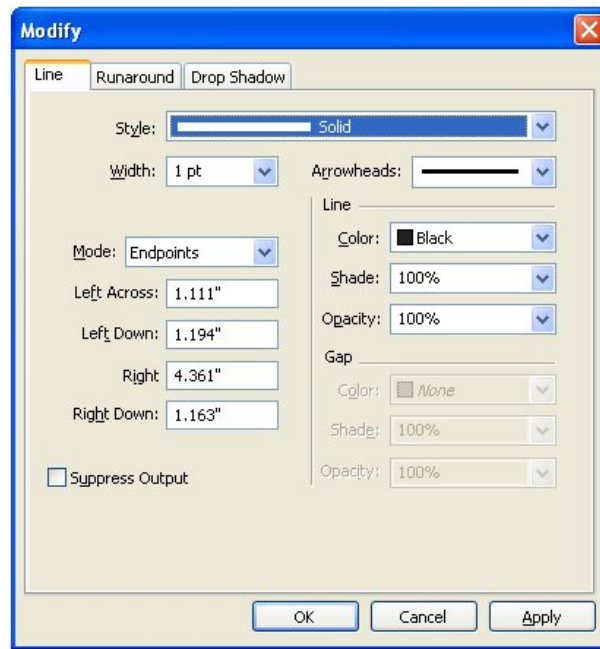 Modify
Line Runaround Drop Shadow
Style: Solid
Width: 1 pt Arrowheads:
Line
Mode: Endpoints
Color: Black
Left Across: 1.111"
Shade: 100%
Left Down: 1.194"
Opacity: 100%
Right 4.361"
Gap
Color: None
Right Down: 1.163"
Shade: 100%
Suppress Output
Opacity: 100%
OK Cancel Apply